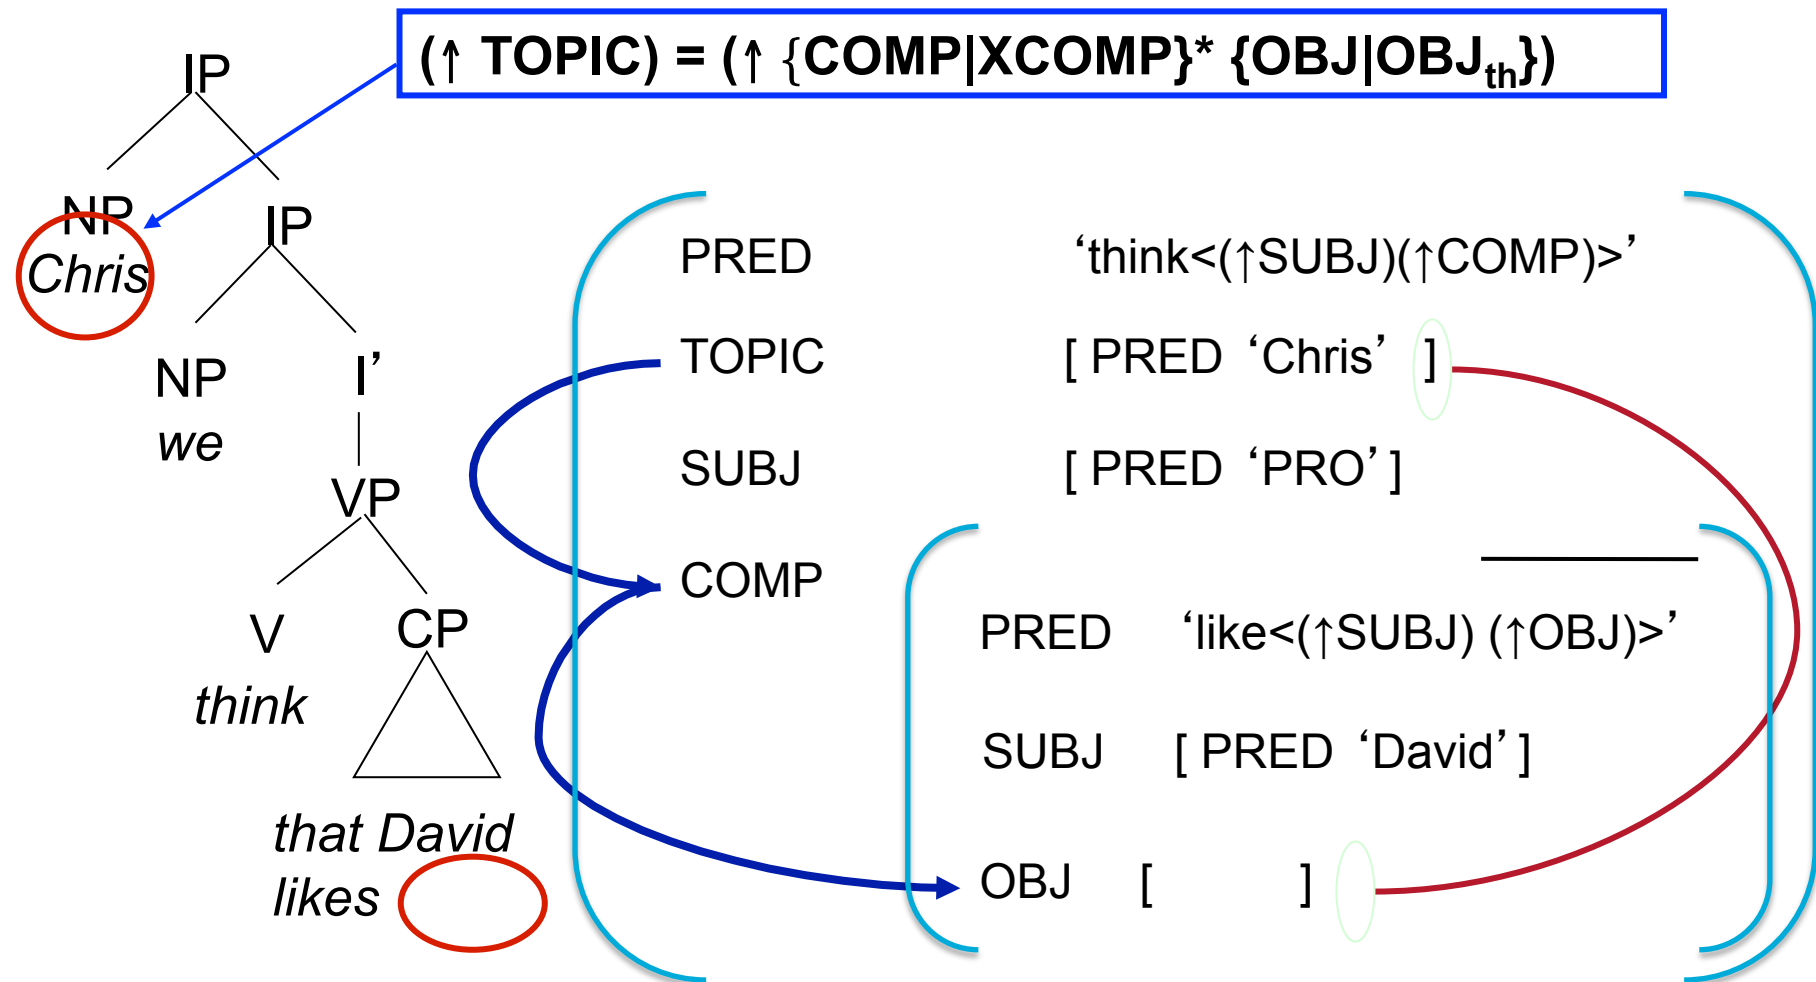 (↑ TOPIC) = (↑ {COMP|XCOMP}* {OBJ|OBJth})
IP
NP
Chris
IP
NP
we
I’
VP
V
think
CP
that David
likes
PRED ‘think<(↑SUBJ)(↑COMP)>’
TOPIC [ PRED ‘Chris’ ]
SUBJ [ PRED ‘PRO’ ]
COMP
PRED ‘like<(↑SUBJ) (↑OBJ)>’
SUBJ [ PRED ‘David’ ]
OBJ [ ]